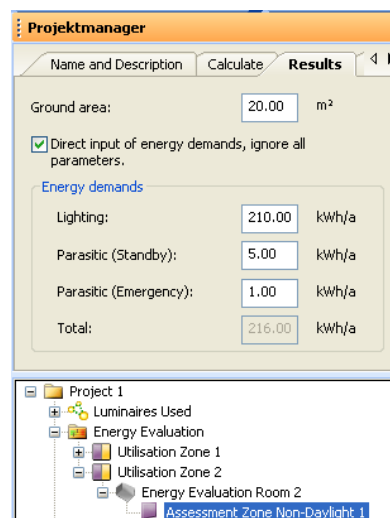 Projektmanager
Name and Description Calculate Results
Ground area: 20.00 m²
Direct input of energy demands, ignore all
parameters.
Energy demands
Lighting: 210.00 kWh/a
Parasitic (Standby): 5.00 kWh/a
Parasitic (Emergency): 1.00 kWh/a
Total: 216.00 kWh/a
Project 1
Luminaires Used
Energy Evaluation
Utilisation Zone 1
Utilisation Zone 2
Energy Evaluation Room 2
Assessment Zone Non-Daylight 1